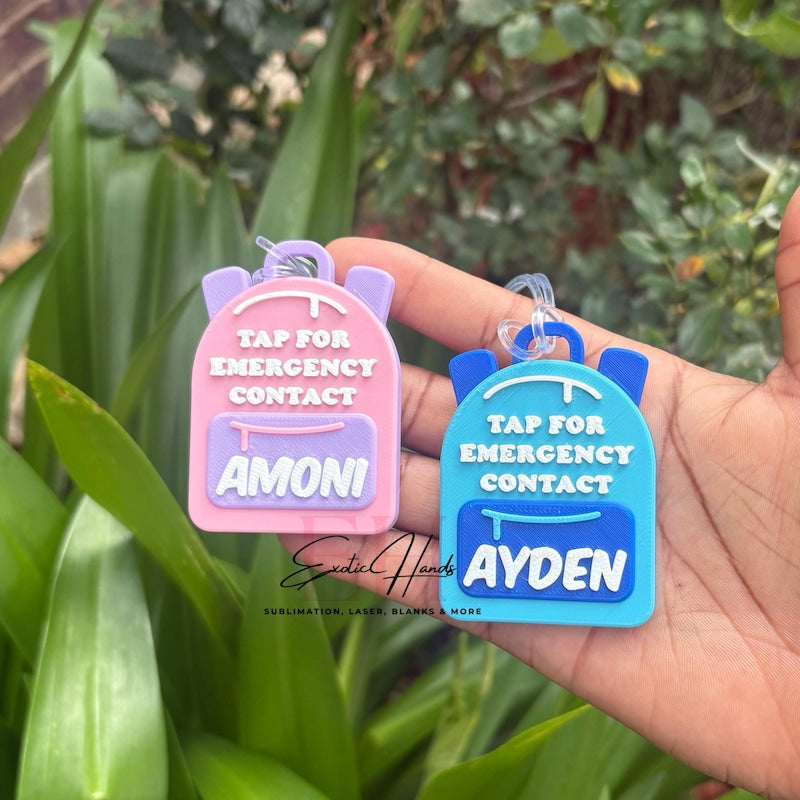 TAP FOR
EMERGENCY
CONTACT
AMONI
TAP FOR
EMERGENCY
CONTACT
AYDEN
Exotic Hands
SUBLIMATION, LASER, BLANKS & MORE